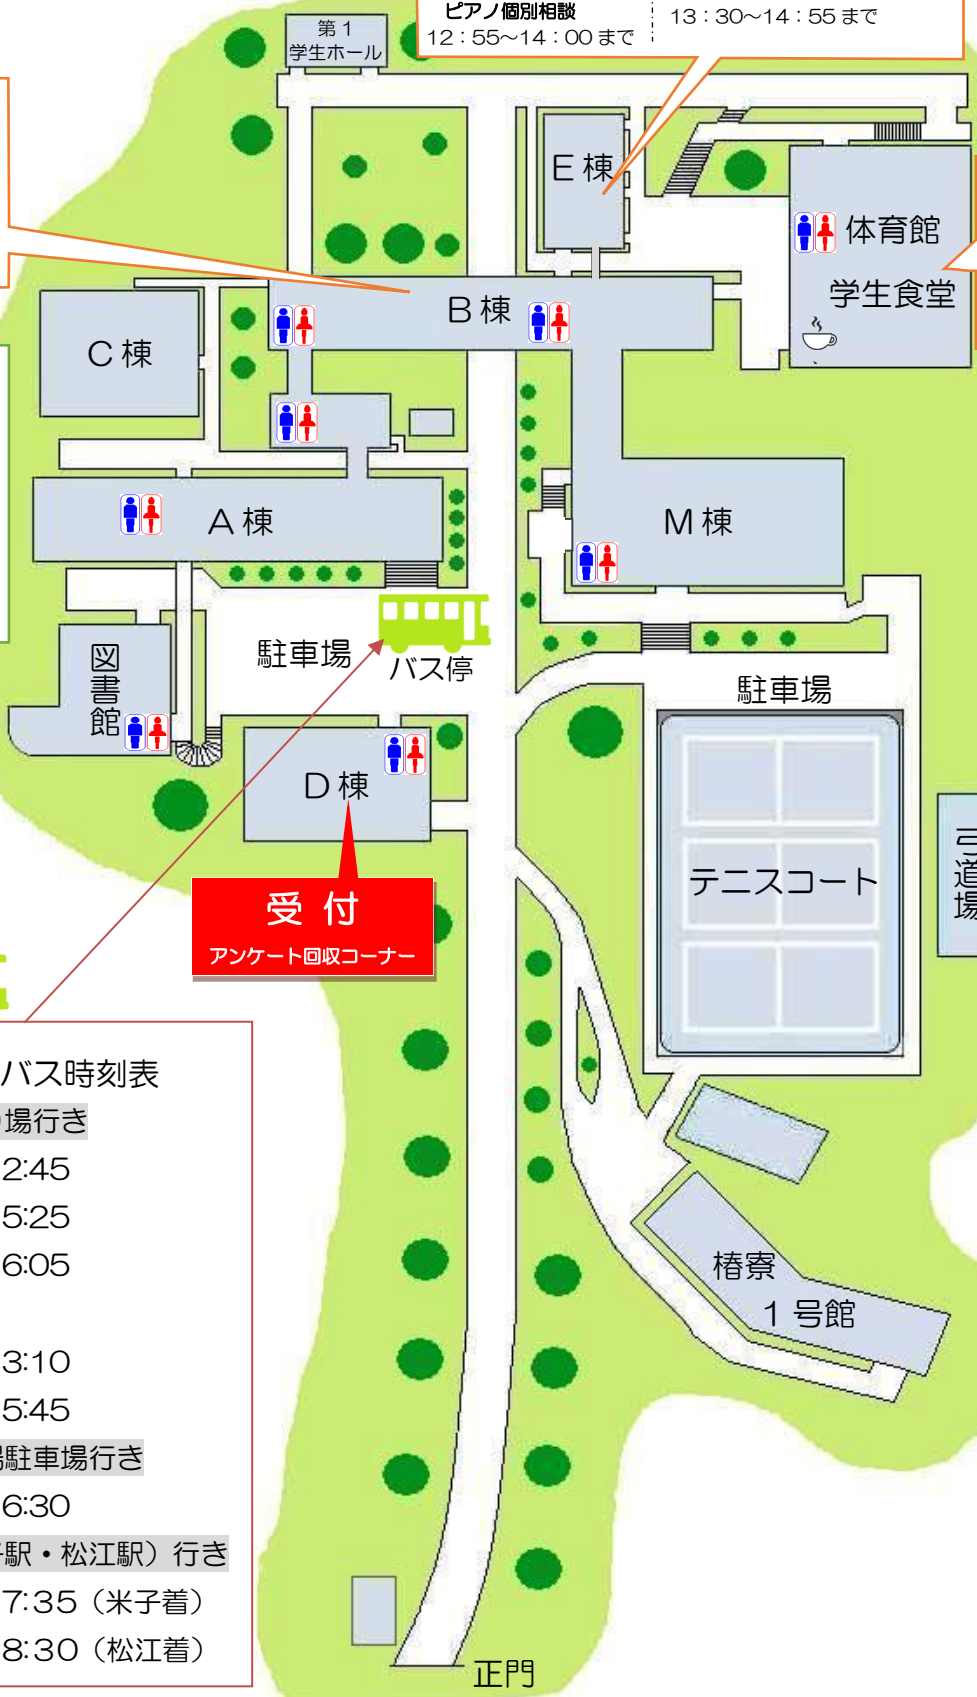 ピアノ個別相談
12：55～14：00 まで
13：30～14：55 まで
第１
学生ホール
E 棟
体育館
学生食堂
B 棟
C 棟
A 棟
M 棟
図書館
駐車場
バス停
駐車場
D 棟
受 付
アンケート回収コーナー
テニスコート
弓道場
バス時刻表
場行き
2:45
5:25
6:05
3:10
5:45
駐車場行き
6:30
駅・松江駅）行き
7:35（米子着）
8:30（松江着）
椿寮
１号館
正門